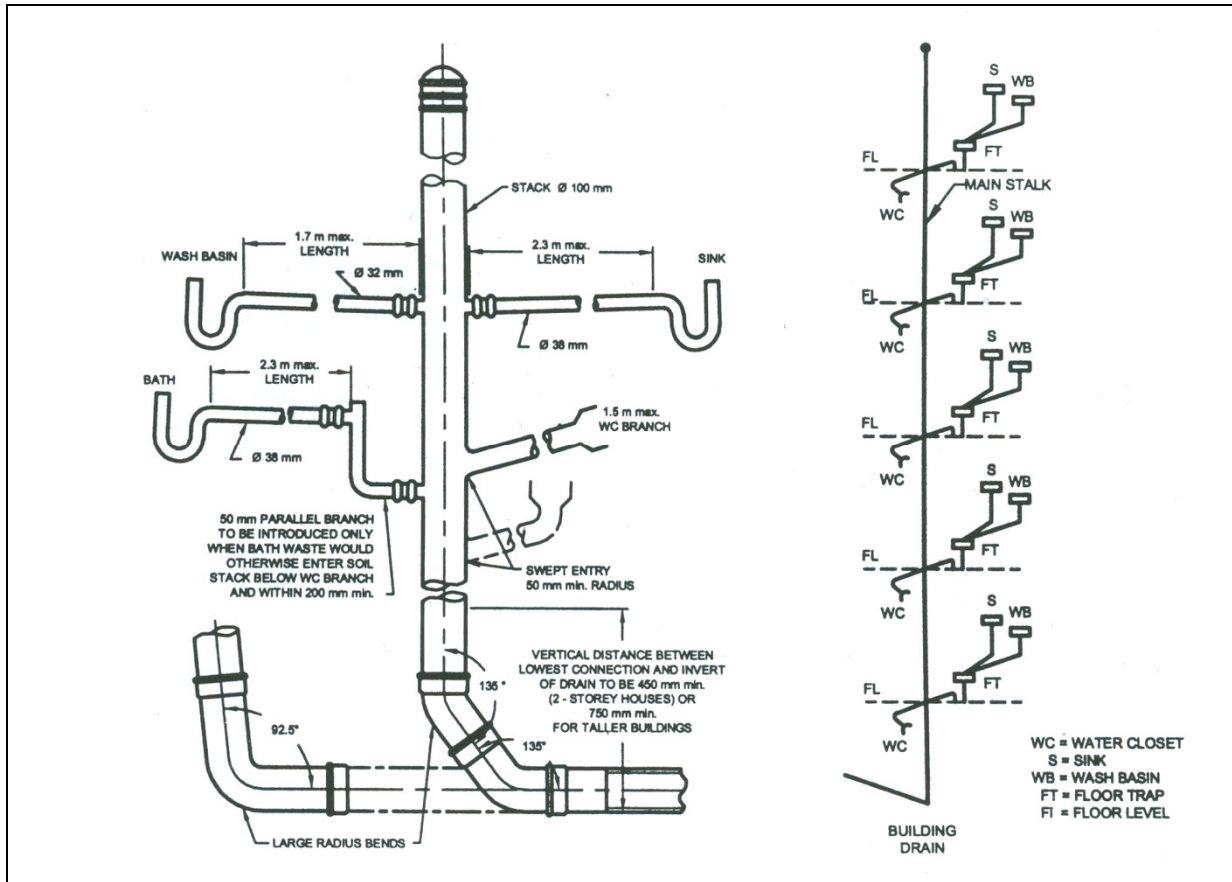 STACK Ø 100 mm
1.7 m max.
LENGTH
WASH BASIN
Ø 32 mm
2.3 m max.
LENGTH
SINK
Ø 38 mm
2.3 m max.
LENGTH
BATH
Ø 38 mm
1.5 m max.
WC BRANCH
50 mm PARALLEL BRANCH
TO BE INTRODUCED ONLY
WHEN BATH WASTE WOULD
OTHERWISE ENTER SOIL
STACK BELOW WC BRANCH
AND WITHIN 200 mm min.
SWEPT ENTRY
50 mm min. RADIUS
VERTICAL DISTANCE BETWEEN
LOWEST CONNECTION AND INVERT
OF DRAIN TO BE 450 mm min.
(2 - STOREY HOUSES) OR
750 mm min.
FOR TALLER BUILDINGS
135 °
135°
92.5°
LARGE RADIUS BENDS
S
WB
FT
FL
MAIN STALK
WC
S
WB
FT
FL
WC
S
WB
FT
FL
WC
S
WB
FT
FL
WC
S
WB
FT
FL
WC
BUILDING
DRAIN
WC = WATER CLOSET
S = SINK
WB = WASH BASIN
FT = FLOOR TRAP
FI = FLOOR LEVEL